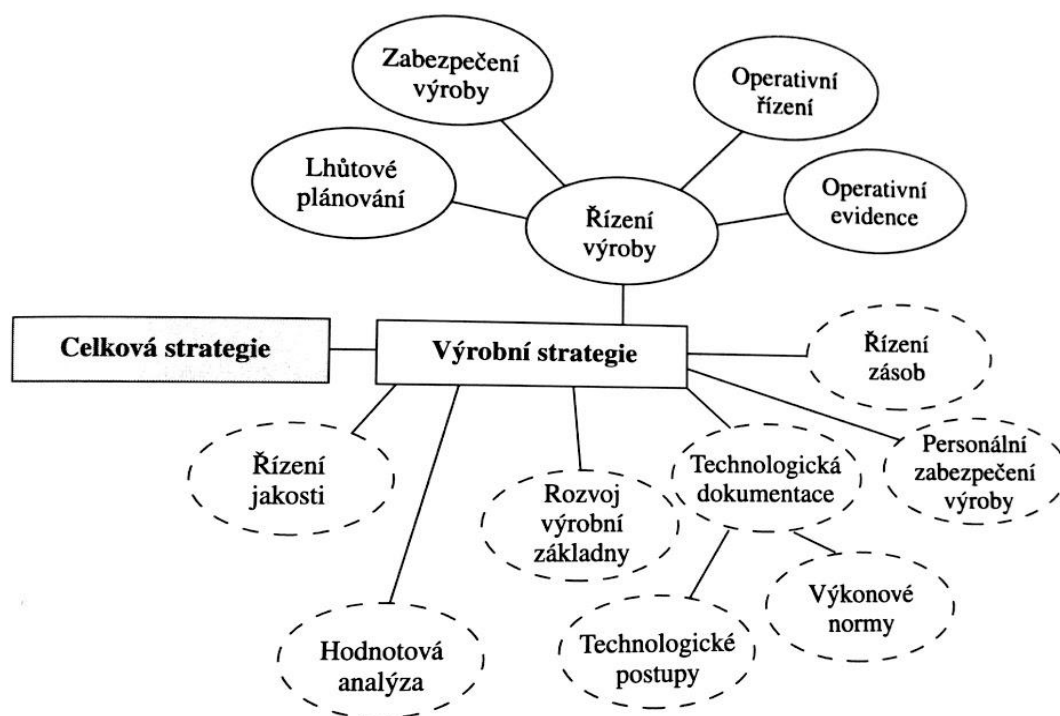 Zabezpečení
výroby
Operativní
řízení
Lhůtové
plánování
Operativní
evidence
Řízení
výroby
Celková strategie
Výrobní strategie
Řízení
zásob
Řízení
jakosti
Rozvoj
výrobní
základny
Technologická
dokumentace
Personální
zabezpečení
výroby
Hodnotová
analýza
Technologické
postupy
Výkonové
normy